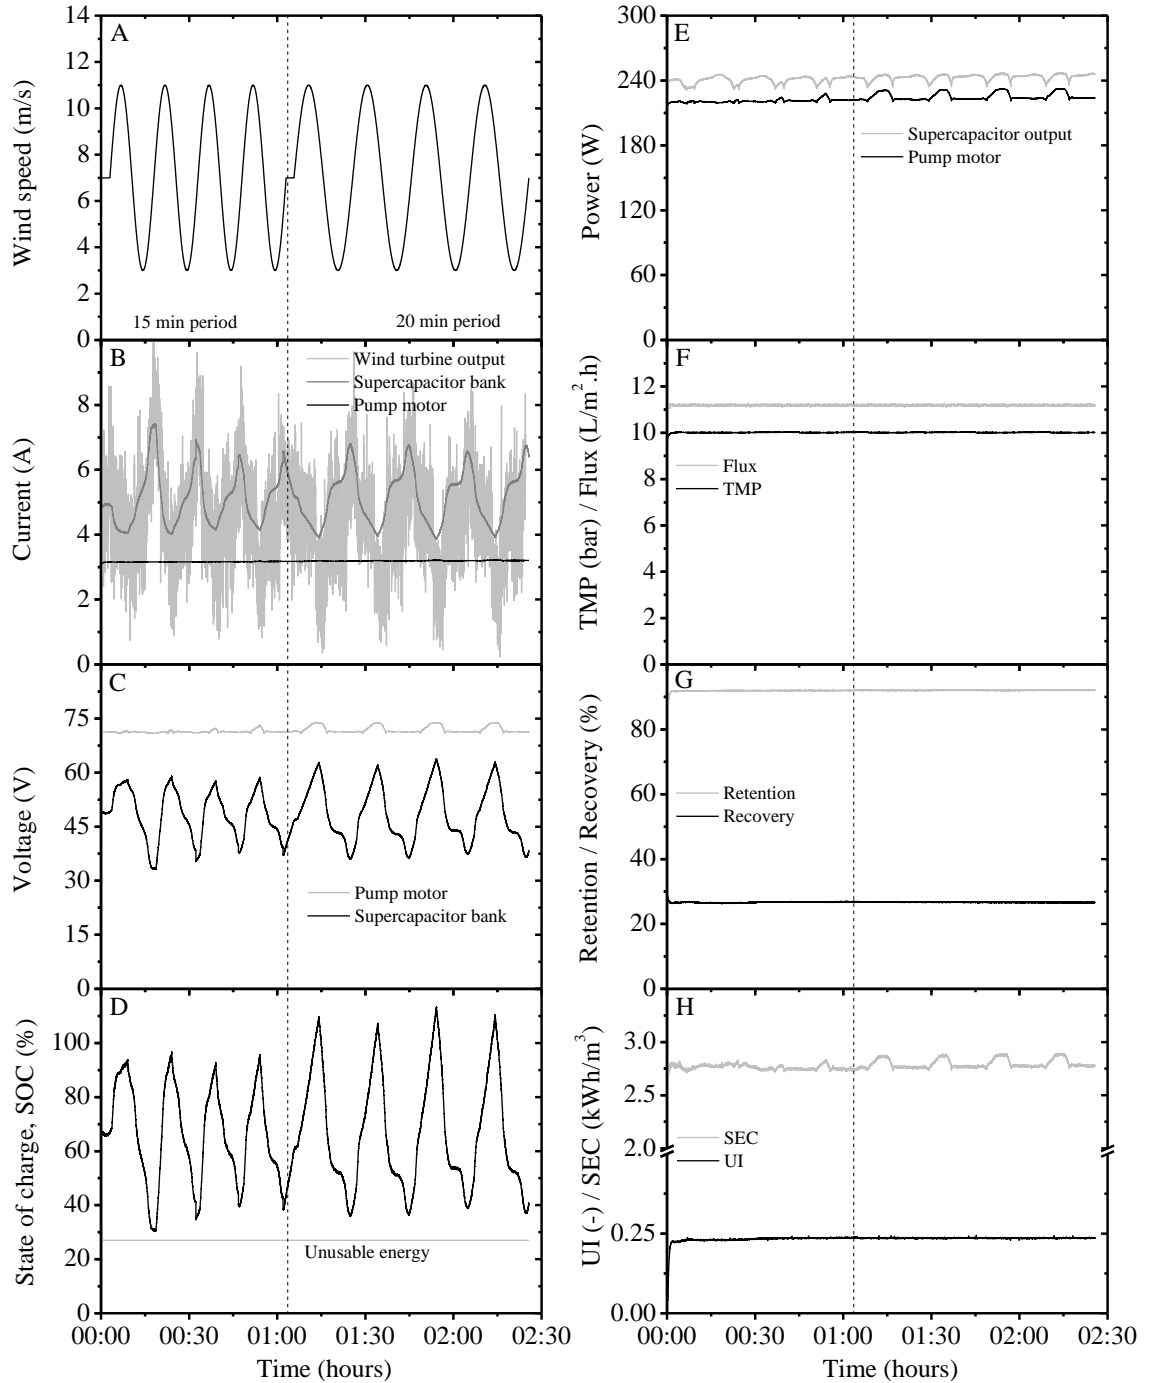 A
Wind speed (m/s)
14
12
10
8
6
4
2
0
15 min period
20 min period
B
Current (A)
8
6
4
2
0
Wind turbine output
Supercapacitor bank
Pump motor
C
Voltage (V)
75
60
45
30
15
0
Pump motor
Supercapacitor bank
D
State of charge, SOC (%)
100
80
60
40
20
0
Unusable energy
00:00
00:30
01:00
01:30
02:00
02:30
Time (hours)
E
Power (W)
300
240
180
120
60
0
Supercapacitor output
Pump motor
F
TMP (bar) / Flux (L/m².h)
12
10
8
6
4
2
0
Flux
TMP
G
Retention / Recovery (%)
80
60
40
20
0
Retention
Recovery
H
UI (-) / SEC (kWh/m³)
3.0
2.5
2.0
0.25
0.00
SEC
UI
00:00
00:30
01:00
01:30
02:00
02:30
Time (hours)